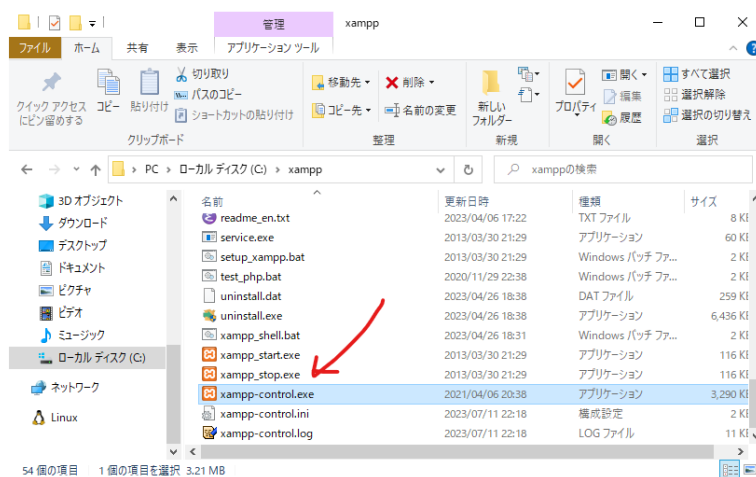 管理 xampp
ファイル ホーム 共有 表示 アプリケーション ツール
クイック アクセスにピン留めする
コピー
貼り付け
切り取り
パスのコピー
ショートカットの貼り付け
クリップボード
移動先
削除
コピー先
名前の変更
整理
新しいフォルダー
新規
プロパティ
開く
編集
履歴
開く
すべて選択
選択解除
選択の切り替え
選択
PC ローカル ディスク (C:) xampp
xamppの検索
3D オブジェクト
ダウンロード
デスクトップ
ドキュメント
ピクチャ
ビデオ
ミュージック
ローカル ディスク (C:)
ネットワーク
Linux
名前 更新日時 種類 サイズ
readme_en.txt 2023/04/06 17:22 TXT ファイル 8 KE
service.exe 2013/03/30 21:29 アプリケーション 60 KE
setup_xampp.bat 2013/03/30 21:29 Windows バッチ ファ... 2 KE
test_php.bat 2020/11/29 22:38 Windows バッチ ファ... 2 KE
uninstall.dat 2023/04/26 18:38 DAT ファイル 259 KE
uninstall.exe 2023/04/26 18:38 アプリケーション 6,436 KE
xampp_shell.bat 2023/04/26 18:31 Windows バッチ ファ... 2 KE
xampp_start.exe 2013/03/30 21:29 アプリケーション 116 KE
xampp_stop.exe 2013/03/30 21:29 アプリケーション 116 KE
xampp-control.exe 2021/04/06 20:38 アプリケーション 3,290 KE
xampp-control.ini 2023/07/11 22:18 構成設定 2 KE
xampp-control.log 2023/07/11 22:18 LOG ファイル 11 KE
54 個の項目 1 個の項目を選択 3.21 MB